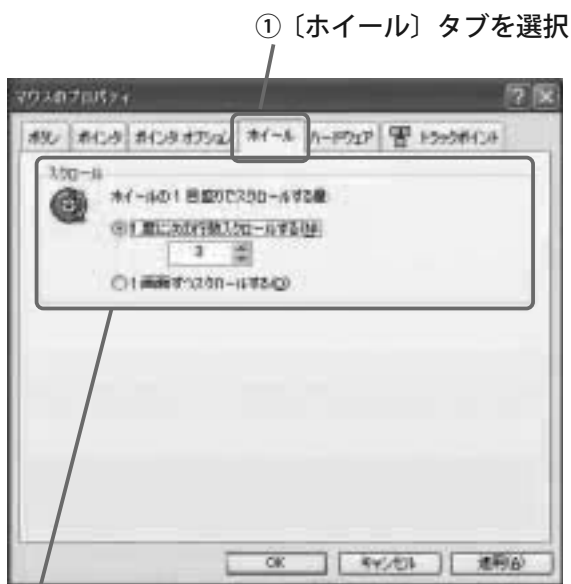 ①〔ホイール〕タブを選択
マウスのプロパティ
ボタン ポインタ ポインタ オプション ホイール ハードウェア トラックポイント
スクロール
ホイールの1目盛りでスクロールする量
1度に次の行数スクロールする(N)
3
1画面ずつスクロールする(O)
OK キャンセル 適用(A)